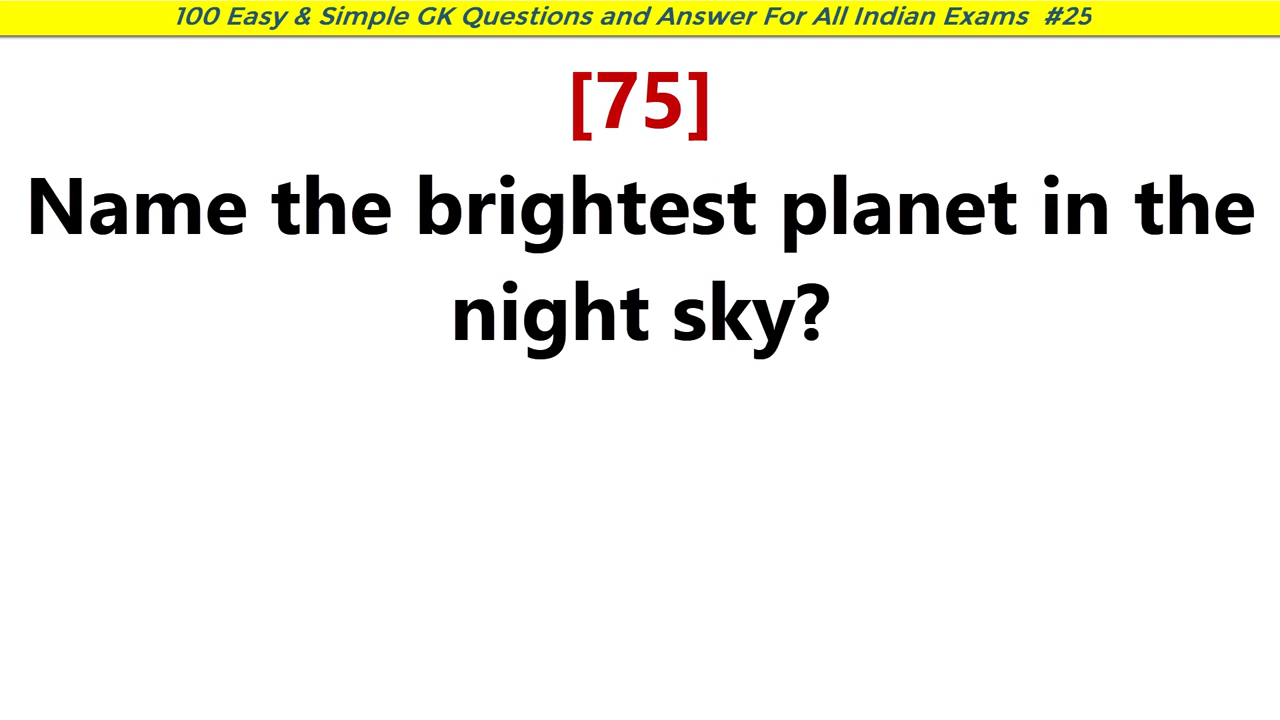 100 Easy & Simple GK Questions and Answer For All Indian Exams #25
[75]
Name the brightest planet in the
night sky?